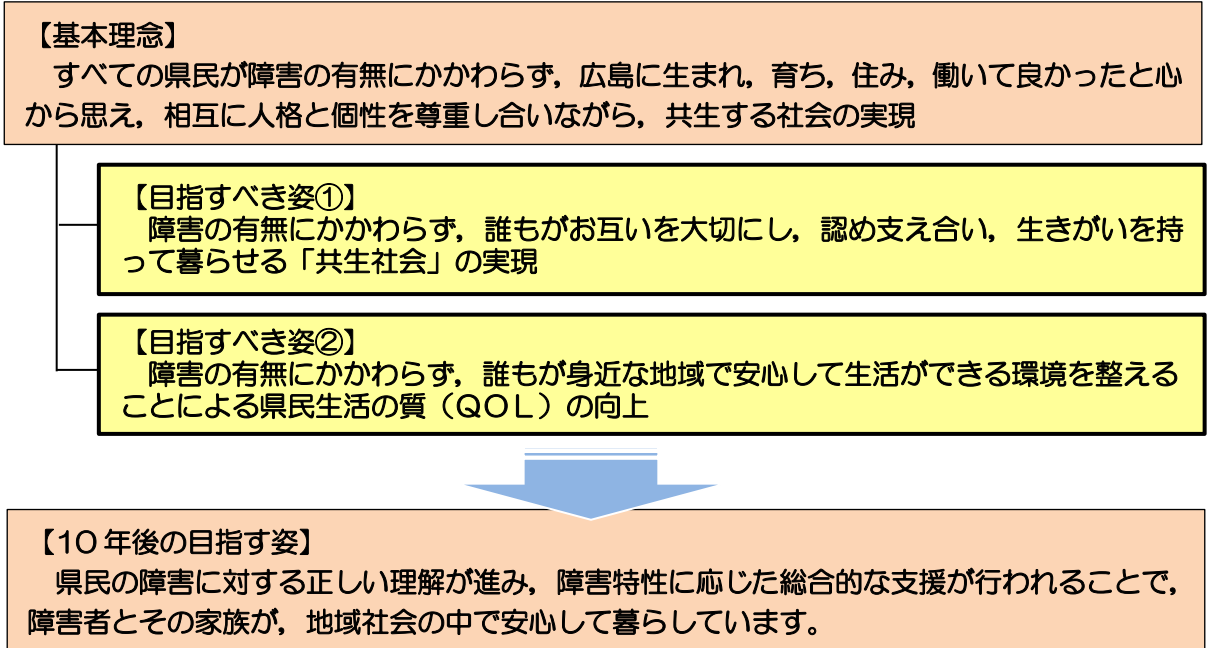 【基本理念】
すべての県民が障害の有無にかかわらず，広島に生まれ，育ち，住み，働いて良かったと心
から思え，相互に人格と個性を尊重し合いながら，共生する社会の実現
【目指すべき姿①】
障害の有無にかかわらず，誰もがお互いを大切にし，認め支え合い，生きがいを持
って暮らせる「共生社会」の実現
【目指すべき姿②】
障害の有無にかかわらず，誰もが身近な地域で安心して生活ができる環境を整える
ことによる県民生活の質（ＱＯＬ）の向上
【10年後の目指す姿】
県民の障害に対する正しい理解が進み，障害特性に応じた総合的な支援が行われることで，
障害者とその家族が，地域社会の中で安心して暮らしています。